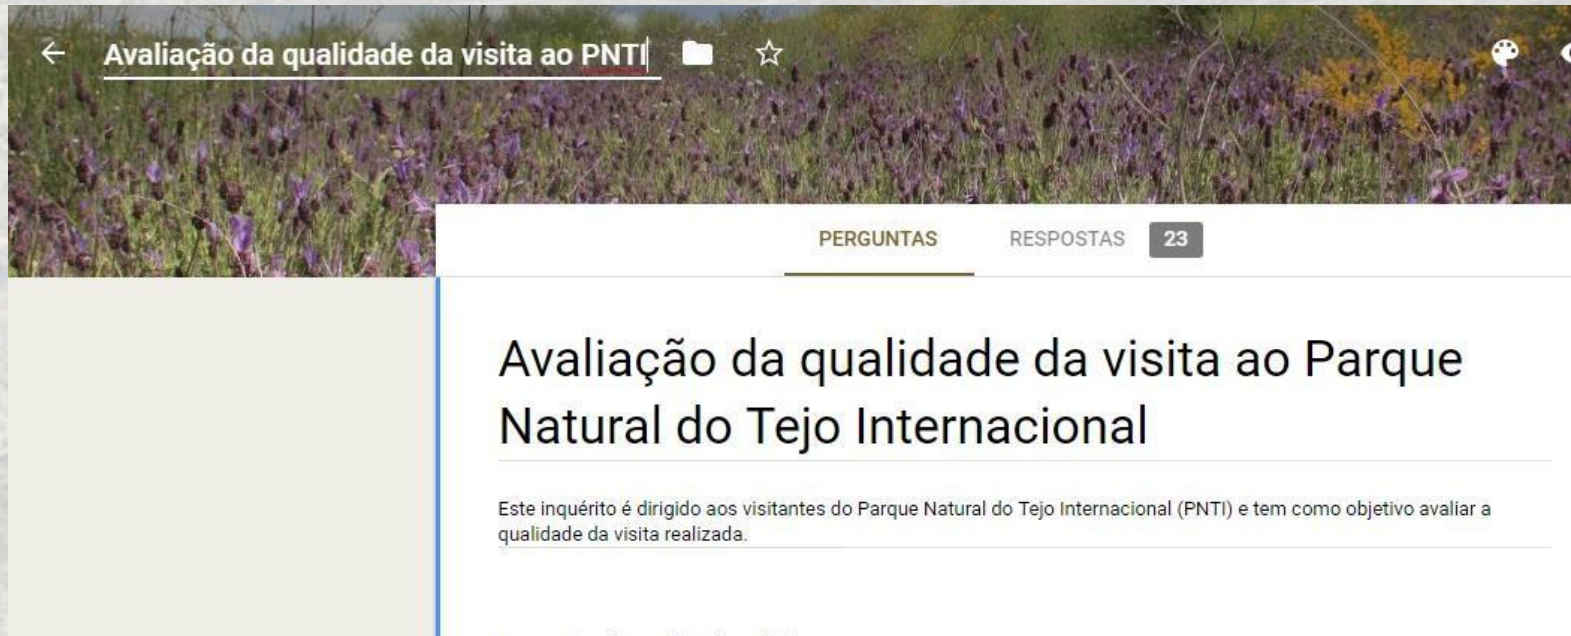 Avaliação da qualidade da visita ao PNTI
PERGUNTAS RESPOSTAS 23
Avaliação da qualidade da visita ao Parque
Natural do Tejo Internacional
Este inquérito é dirigido aos visitantes do Parque Natural do Tejo Internacional (PNTI) e tem como objetivo avaliar a
qualidade da visita realizada.